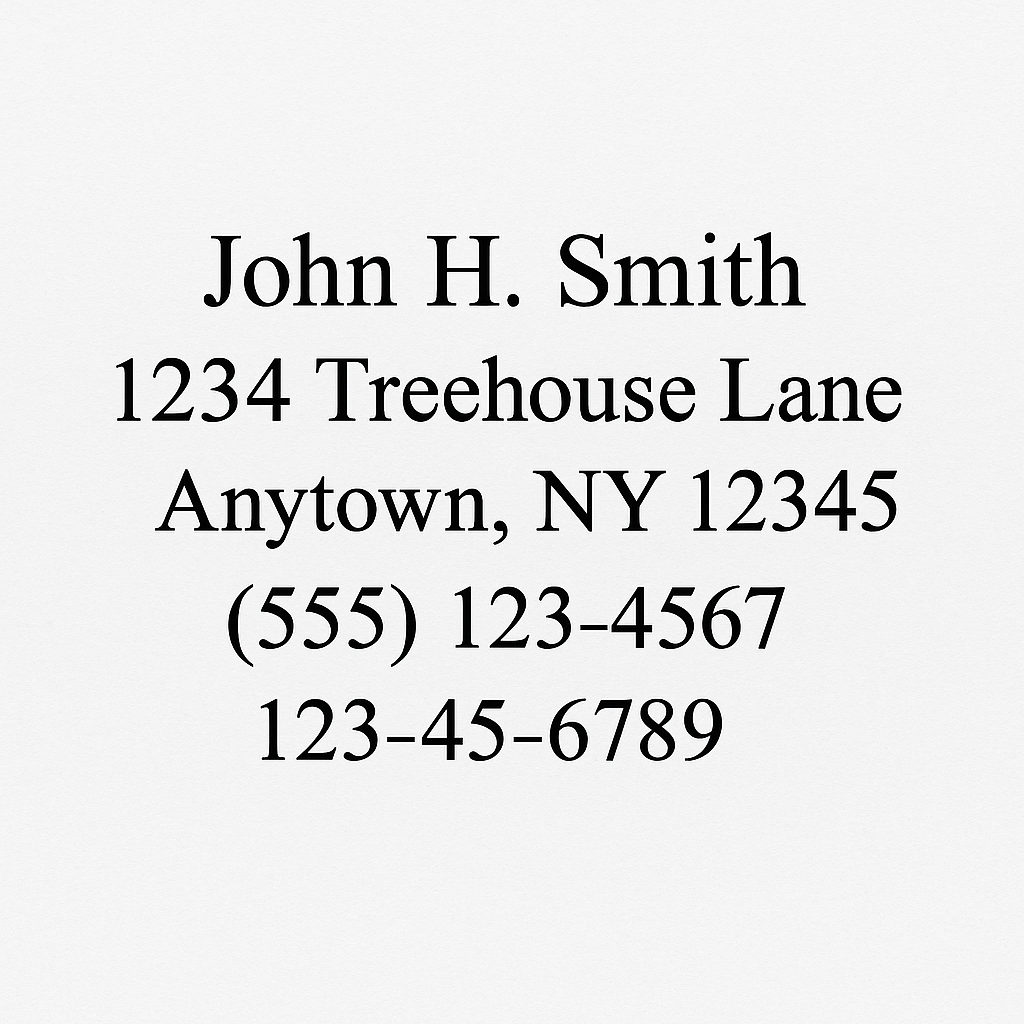 John H. Smith
1234 Treehouse Lane
Anytown, NY 12345
(555) 123-4567
123-45-6789